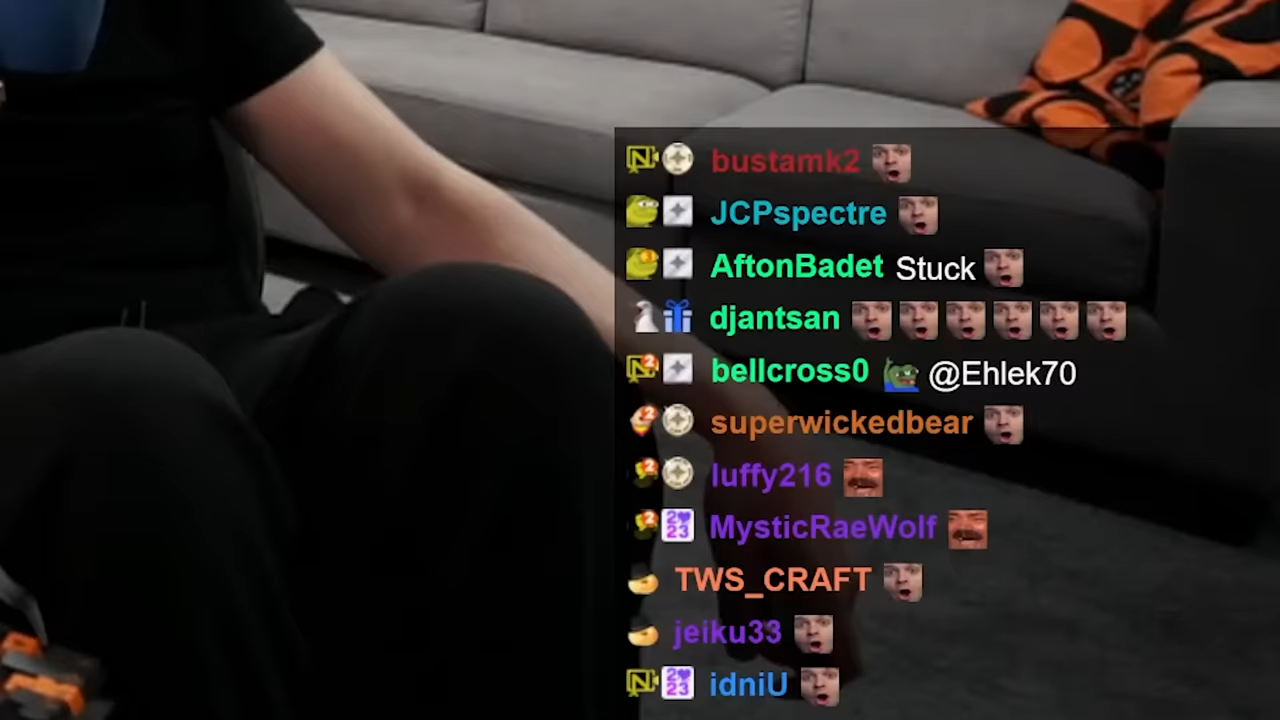 bustamk2
JCPspectre
AftonBadet Stuck
djantsan
bellcross0 @Ehlek70
superwickedbear
luffy216
MysticRaeWolf
TWS_CRAFT
jeiku33
idniU